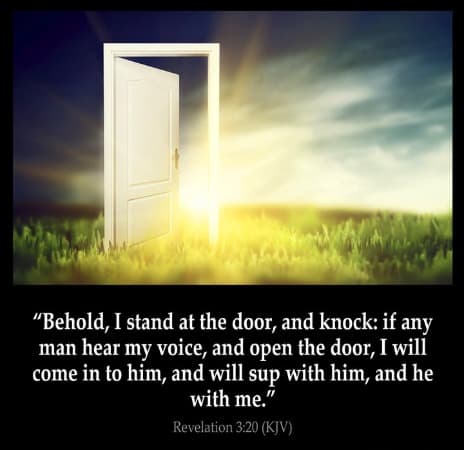 “Behold, I stand at the door, and knock: if any
man hear my voice, and open the door, I will
come in to him, and will sup with him, and he
with me.”
Revelation 3:20 (KJV)